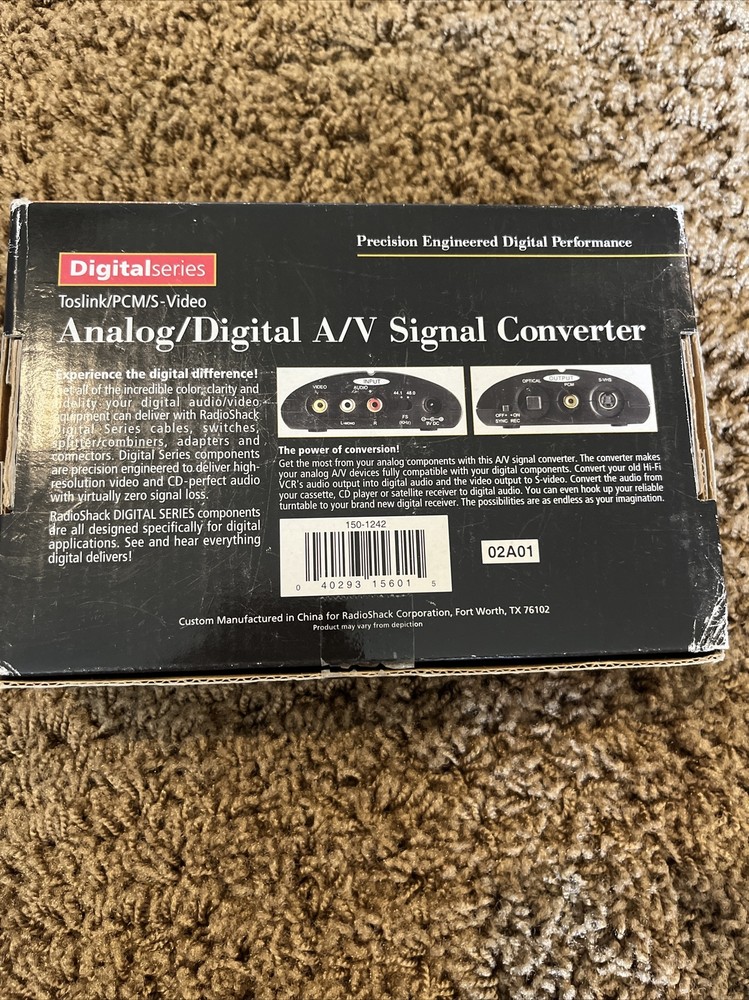 Precision Engineered Digital Performance
Digitalseries
Toslink/PCM/S-Video
Analog/Digital A/V Signal Converter
Experience the digital difference!
Get all of the incredible color, clarity and
fidelity your digital audio/video
equipment can deliver with RadioShack
Digital Series cables, switches,
splitter/combiners, adapters and
connectors. Digital Series components
are precision engineered to deliver high-
resolution video and CD-perfect audio
with virtually zero signal loss.
RadioShack DIGITAL SERIES components
are all designed specifically for digital
applications. See and hear everything
digital delivers!
INPUT
VIDEO
AUDIO
44.1 48.0
L-MONO
R
FS
(KHz)
9V DC
OUTPUT
OPTICAL
PCM
S-VHS
OFF ON
SYNC REC
The power of conversion!
Get the most from your analog components with this A/V signal converter. The converter makes
your analog A/V devices fully compatible with your digital components. Convert your old Hi-Fi
VCR's audio output into digital audio and the video output to S-video. Convert the audio from
your cassette, CD player or satellite receiver to digital audio. You can even hook up your reliable
turntable to your brand new digital receiver. The possibilities are as endless as your imagination.
150-1242
0 40293 15601 5
02A01
Custom Manufactured in China for RadioShack Corporation, Fort Worth, TX 76102
Product may vary from depiction